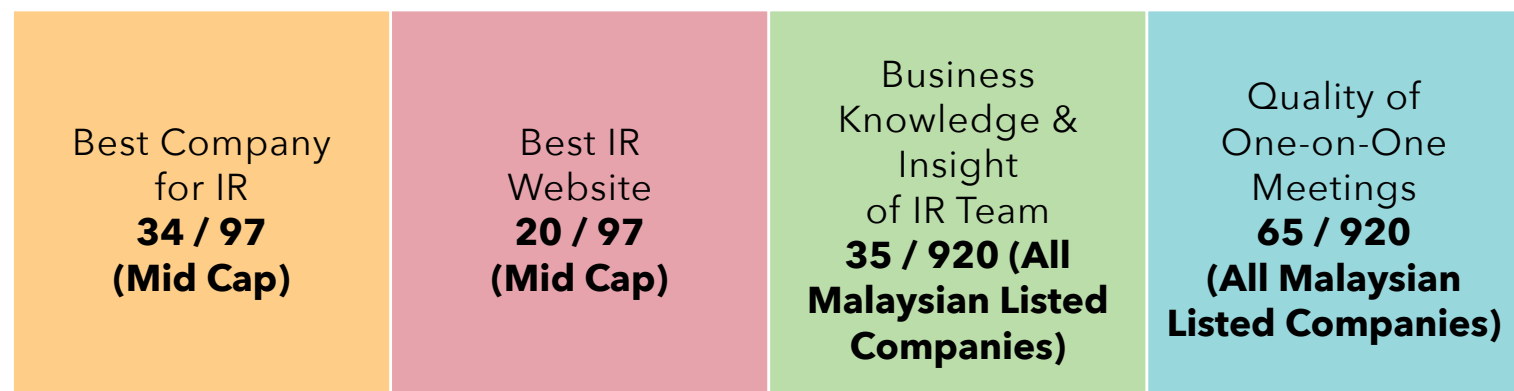 Best Company
for IR
34 / 97
(Mid Cap)
Best IR
Website
20 / 97
(Mid Cap)
Business
Knowledge &
Insight
of IR Team
35 / 920 (All
Malaysian Listed
Companies)
Quality of
One-on-One
Meetings
65 / 920
(All Malaysian
Listed Companies)